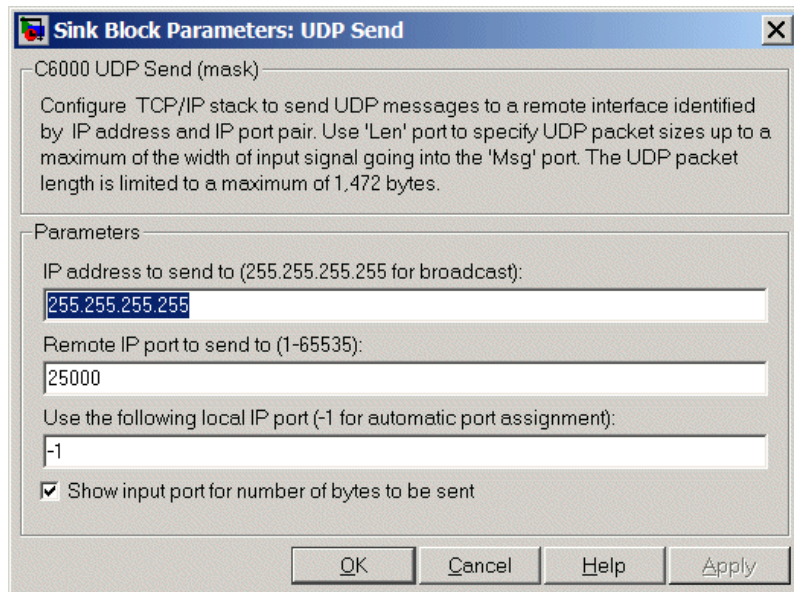 Sink Block Parameters: UDP Send
C6000 UDP Send (mask)
Configure TCP/IP stack to send UDP messages to a remote interface identified
by IP address and IP port pair. Use 'Len' port to specify UDP packet sizes up to a
maximum of the width of input signal going into the 'Msg' port. The UDP packet
length is limited to a maximum of 1,472 bytes.
Parameters
IP address to send to (255.255.255.255 for broadcast):
255.255.255.255
Remote IP port to send to (1-65535):
25000
Use the following local IP port (-1 for automatic port assignment):
-1
Show input port for number of bytes to be sent
OK Cancel Help Apply